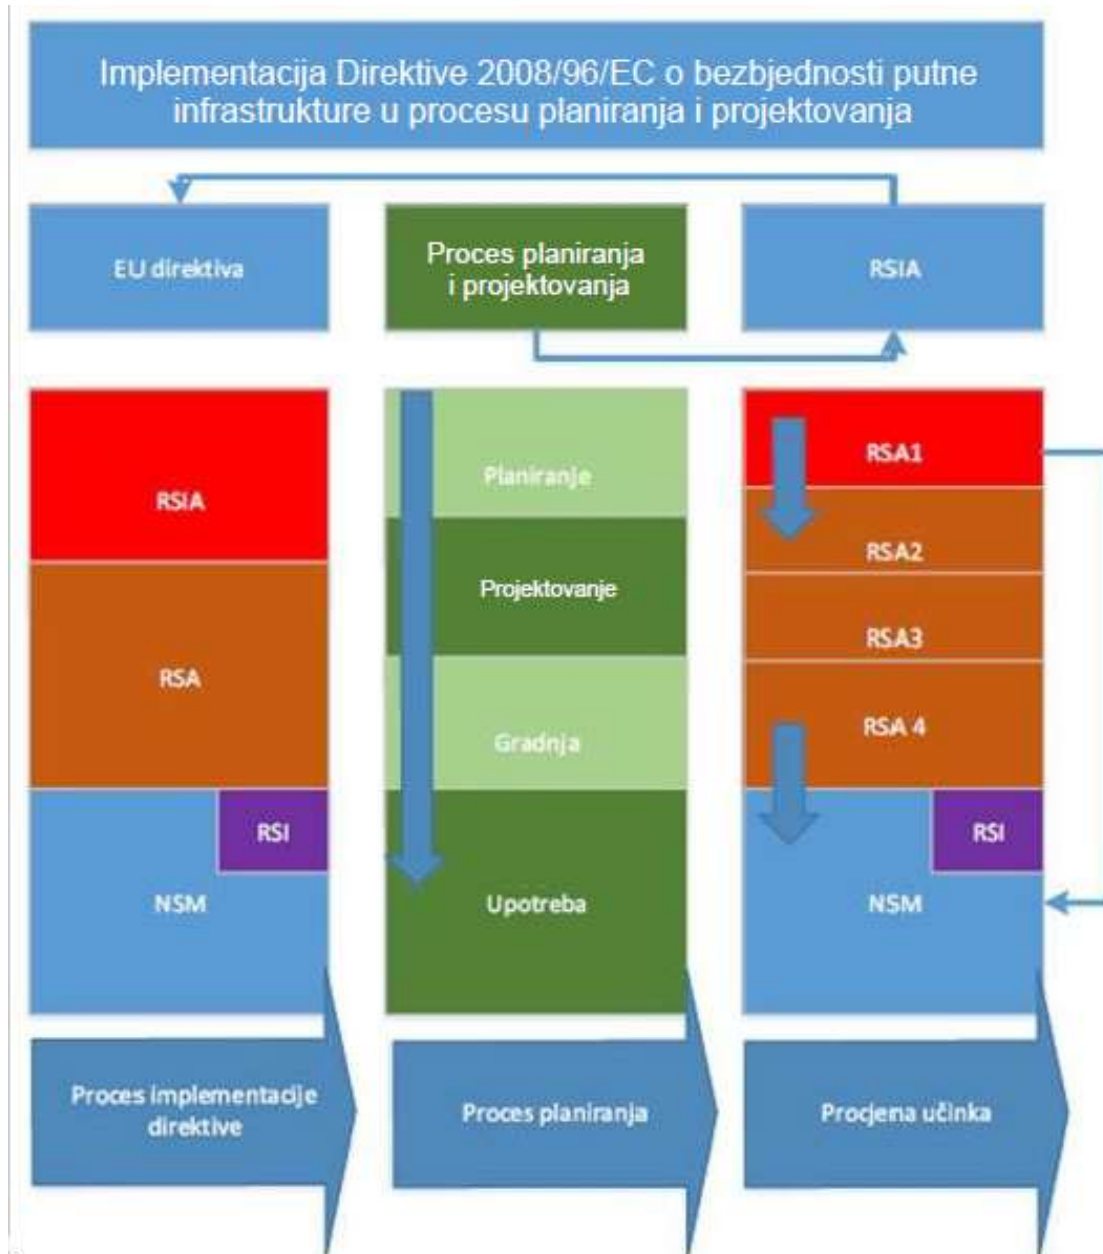 Implementacija Direktive 2008/96/EC o bezbjednosti putne
infrastrukture u procesu planiranja i projektovanja
EU direktiva
Proces planiranja
i projektovanja
RSIA
RSIA
RSA
RSI
NSM
Planiranje
Projektovanje
Gradnja
Upotreba
RSA1
RSA2
RSA3
RSA 4
RSI
NSM
Proces implementacije
direktive
Proces planiranja
Procjena učinka